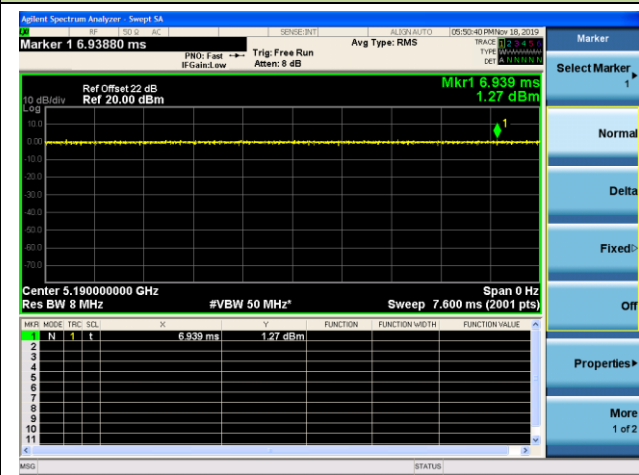 Agilent Spectrum Analyzer - Swept SA
RF 50 Ω AC SENSE:INT ALIGN AUTO 05:50:40 PM Nov 18, 2019
Marker 1 6.93880 ms
PNO: Fast
IFGain:Low
Trig: Free Run
Atten: 8 dB
Avg Type: RMS
TRACE 1 2 3 4 5 6
TYPE
DET A N N N N N
Marker
Select Marker
1
Normal
Delta
Fixed
Off
Properties
More
1 of 2
Ref Offset 22 dB
10 dB/div Ref 20.00 dBm
Log
Mkr1 6.939 ms
1.27 dBm
10.0
0.00
-10.0
-20.0
-30.0
-40.0
-50.0
-60.0
-70.0
1
Center 5.190000000 GHz Span 0 Hz
Res BW 8 MHz #VBW 50 MHz* Sweep 7.600 ms (2001 pts)
MKR MODE TRC SCL X Y FUNCTION FUNCTION WIDTH FUNCTION VALUE
1 N 1 t 6.939 ms 1.27 dBm
2
3
4
5
6
7
8
9
10
11
MSG STATUS